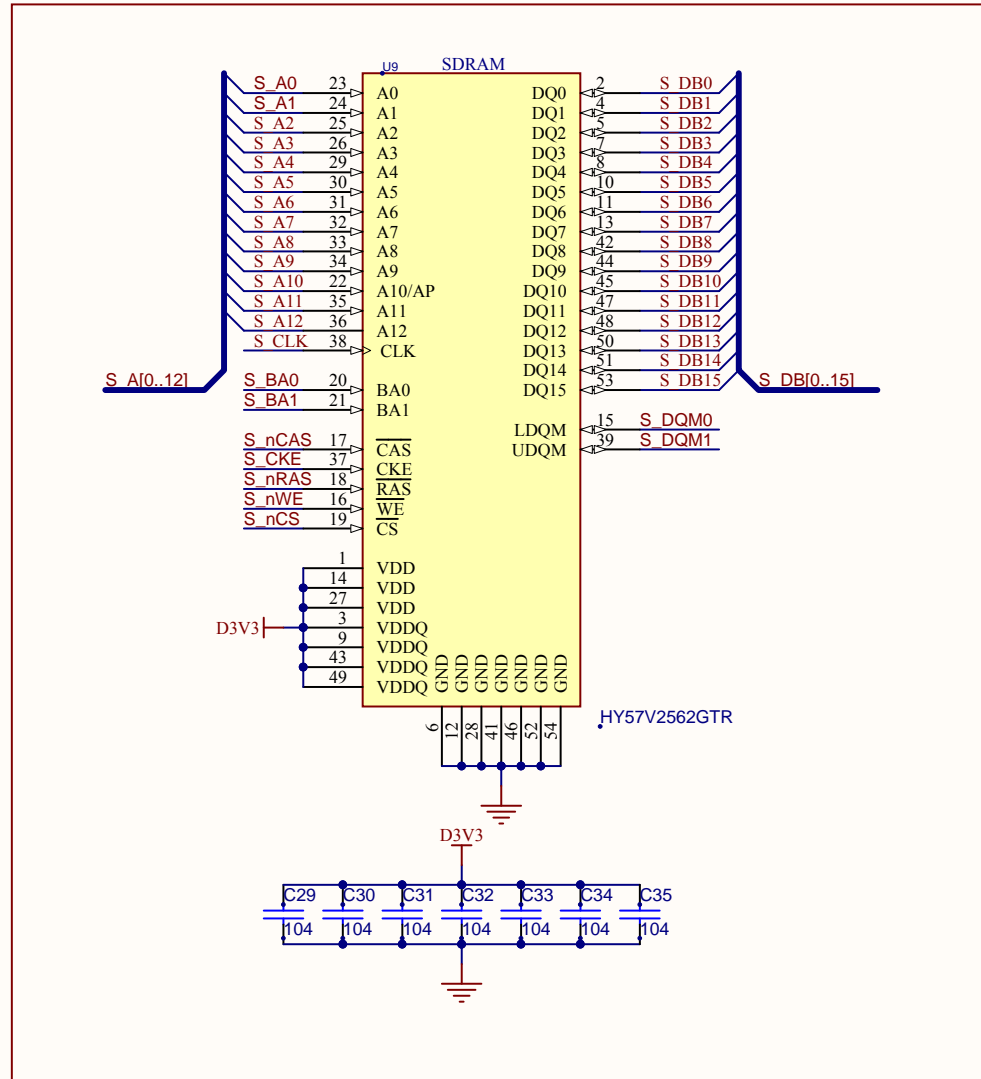 U9 SDRAM
S_A0 23 A0 DQ0 2 S_DB0
S_A1 24 A1 DQ1 4 S_DB1
S_A2 25 A2 DQ2 5 S_DB2
S_A3 26 A3 DQ3 7 S_DB3
S_A4 29 A4 DQ4 8 S_DB4
S_A5 30 A5 DQ5 10 S_DB5
S_A6 31 A6 DQ6 11 S_DB6
S_A7 32 A7 DQ7 13 S_DB7
S_A8 33 A8 DQ8 42 S_DB8
S_A9 34 A9 DQ9 44 S_DB9
S_A10 22 A10/AP DQ10 45 S_DB10
S_A11 35 A11 DQ11 47 S_DB11
S_A12 36 A12 DQ12 48 S_DB12
S_CLK 38 CLK DQ13 50 S_DB13
DQ14 51 S_DB14
S_A[0..12] S_BA0 20 BA0 DQ15 53 S_DB15 S_DB[0..15]
S_BA1 21 BA1
LDQM 15 S_DQM0
S_nCAS 17 CAS UDQM 39 S_DQM1
S_CKE 37 CKE
S_nRAS 18 RAS
S_nWE 16 WE
S_nCS 19 CS
1 VDD
14 VDD
27 VDD
D3V3 3 VDDQ
9 VDDQ
43 VDDQ
49 VDDQ
GND GND GND GND GND GND GND
6 12 28 41 46 52 54
HY57V2562GTR
D3V3
C29 C30 C31 C32 C33 C34 C35
104 104 104 104 104 104 104